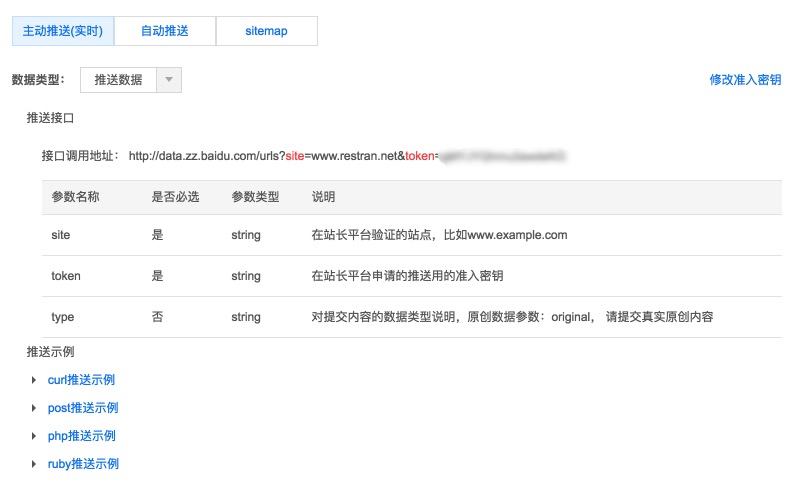 主动推送(实时) 自动推送 sitemap
数据类型： 推送数据 修改准入密钥
推送接口
接口调用地址： http://data.zz.baidu.com/urls?site=www.restran.net&token=
参数名称 是否必选 参数类型 说明
site 是 string 在站长平台验证的站点，比如www.example.com
token 是 string 在站长平台申请的推送用的准入密钥
type 否 string 对提交内容的数据类型说明，原创数据参数：original， 请提交真实原创内容
推送示例
curl推送示例
post推送示例
php推送示例
ruby推送示例